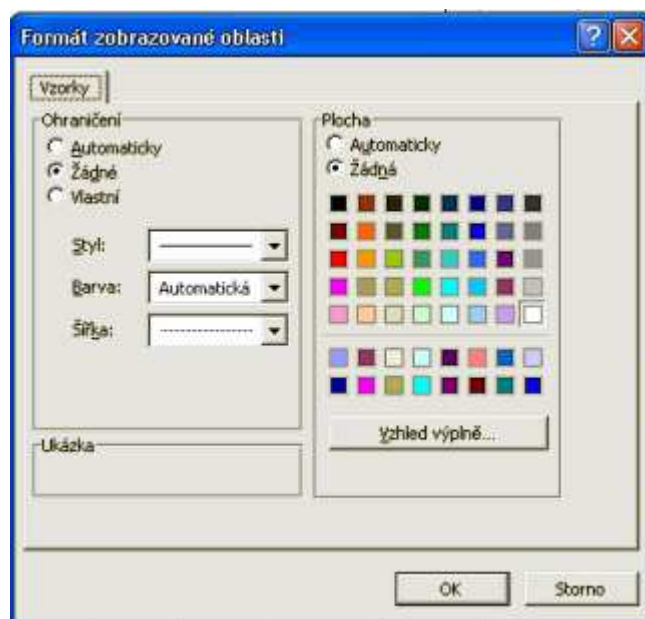 Formát zobrazované oblasti
Vzorky
Ohraničení
Automaticky
Žádné
Vlastní
Styl:
Barva: Automatická
Šířka:
Ukázka
Plocha
Automaticky
Žádná
Vzhled výplně...
OK Storno